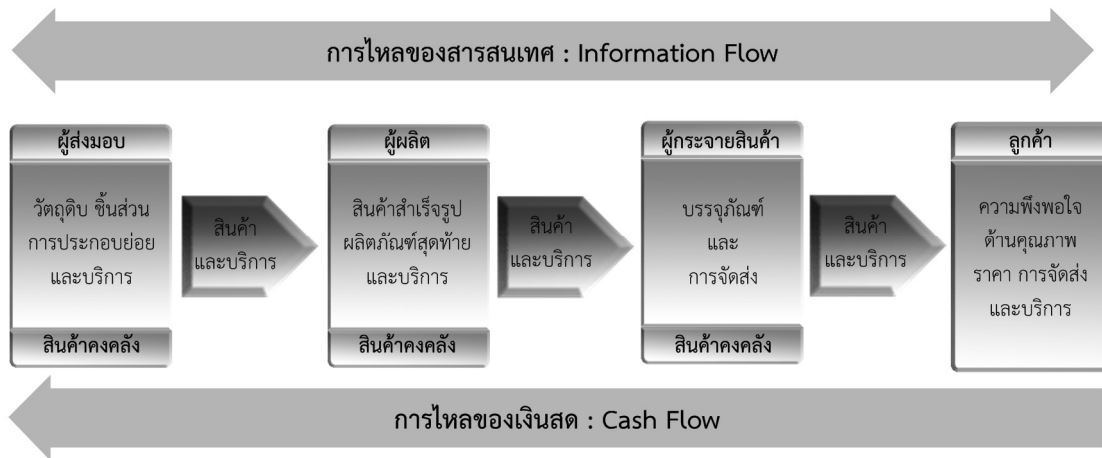 การไหลของสารสนเทศ : Information Flow
ผู้ส่งมอบ
วัตถุดิบ ชิ้นส่วน
การประกอบย่อย
และบริการ
สินค้าคงคลัง
สินค้า
และบริการ
ผู้ผลิต
สินค้าสำเร็จรูป
ผลิตภัณฑ์สุดท้าย
และบริการ
สินค้าคงคลัง
สินค้า
และบริการ
ผู้กระจายสินค้า
บรรจุภัณฑ์
และ
การจัดส่ง
สินค้าคงคลัง
สินค้า
และบริการ
ลูกค้า
ความพึงพอใจ
ด้านคุณภาพ
ราคา การจัดส่ง
และบริการ
การไหลของเงินสด : Cash Flow